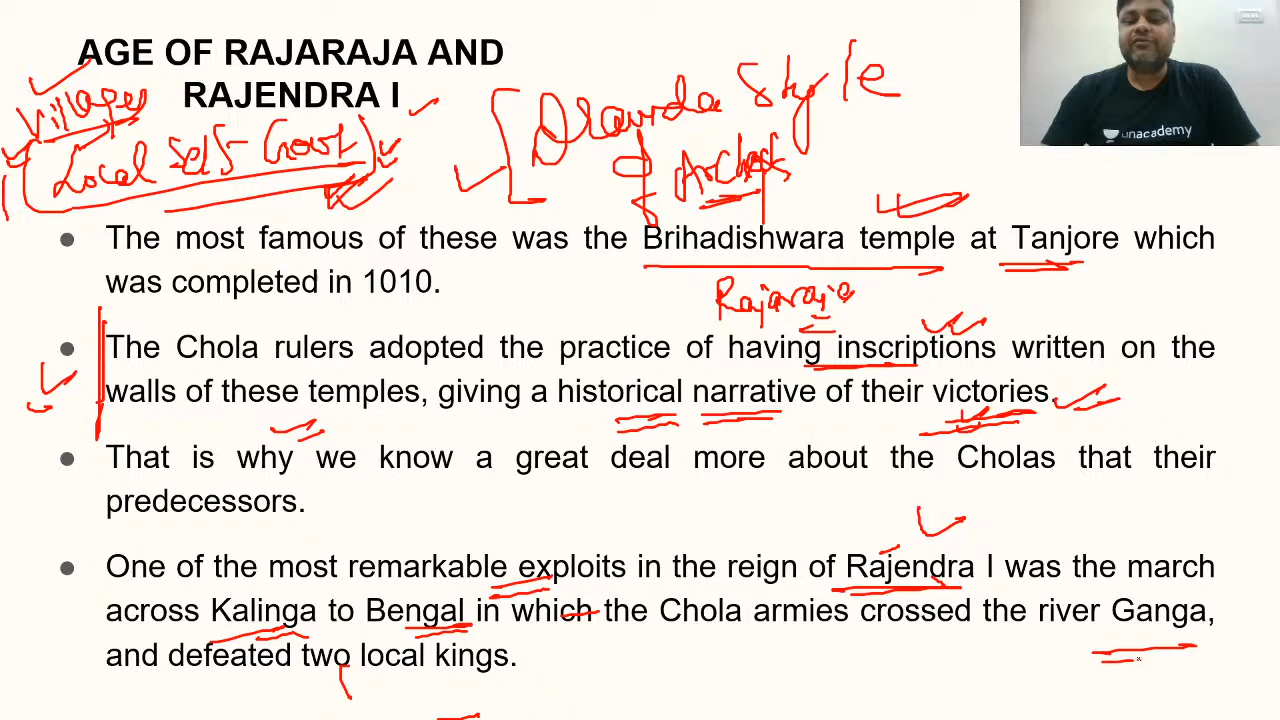 AGE OF RAJARAJA AND
RAJENDRA I
Villages
Local Self Govt
Dravida Style
of Archit
unacademy
● The most famous of these was the Brihadishwara temple at Tanjore which
was completed in 1010.
Rajaraja
● The Chola rulers adopted the practice of having inscriptions written on the
walls of these temples, giving a historical narrative of their victories.
● That is why we know a great deal more about the Cholas that their
predecessors.
● One of the most remarkable exploits in the reign of Rajendra I was the march
across Kalinga to Bengal in which the Chola armies crossed the river Ganga,
and defeated two local kings.